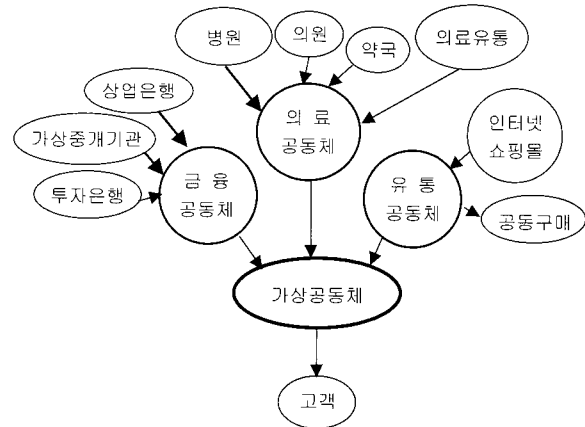 병원
의원
약국
의료유통
상업은행
의 료
공동체
인터넷
쇼핑몰
가상중개기관
금 융
공동체
유 통
공동체
투자은행
공동구매
가상공동체
고객